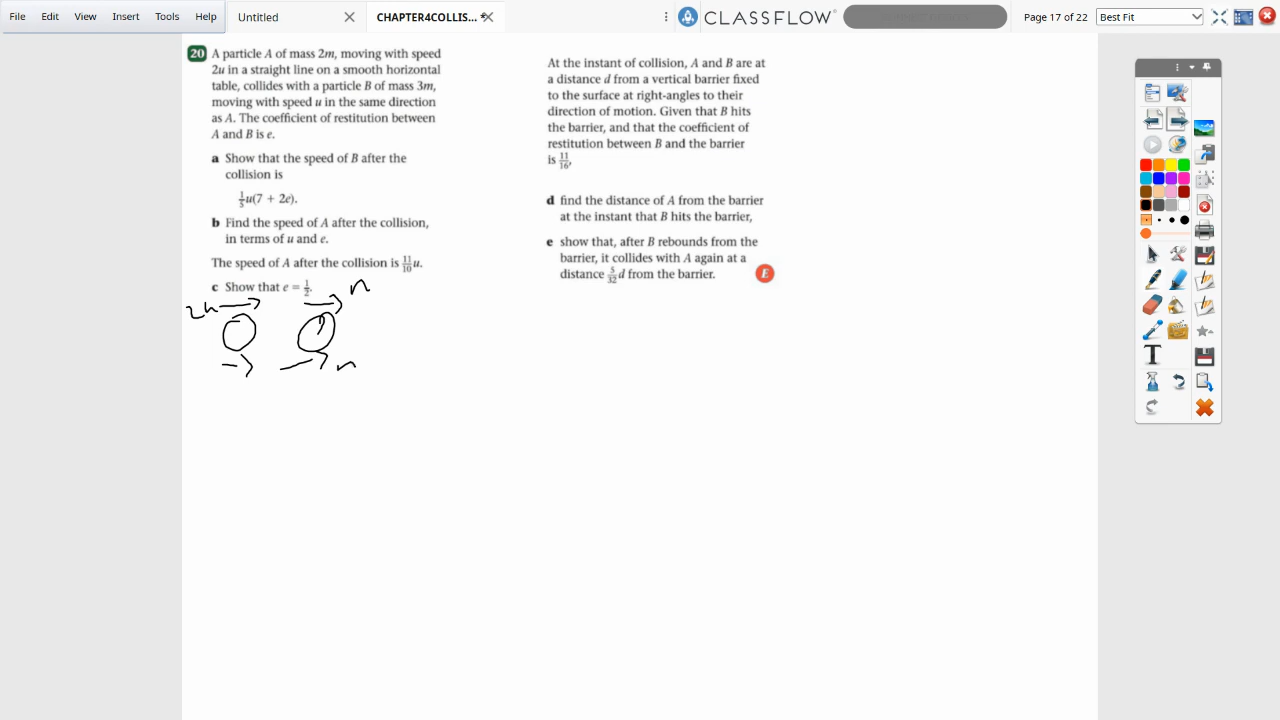 File Edit View Insert Tools Help
Untitled
CHAPTER4COLLIS...
CLASSFLOW
Page 17 of 22
Best Fit
20 A particle A of mass 2m, moving with speed
2u in a straight line on a smooth horizontal
table, collides with a particle B of mass 3m,
moving with speed u in the same direction
as A. The coefficient of restitution between
A and B is e.
a Show that the speed of B after the
collision is
1/5 u(7 + 2e).
b Find the speed of A after the collision,
in terms of u and e.
The speed of A after the collision is 11/10 u.
c Show that e = 1/2.
2u
At the instant of collision, A and B are at
a distance d from a vertical barrier fixed
to the surface at right-angles to their
direction of motion. Given that B hits
the barrier, and that the coefficient of
restitution between B and the barrier
is 11/16,
d find the distance of A from the barrier
at the instant that B hits the barrier,
e show that, after B rebounds from the
barrier, it collides with A again at a
distance 5/32 d from the barrier.
E
T